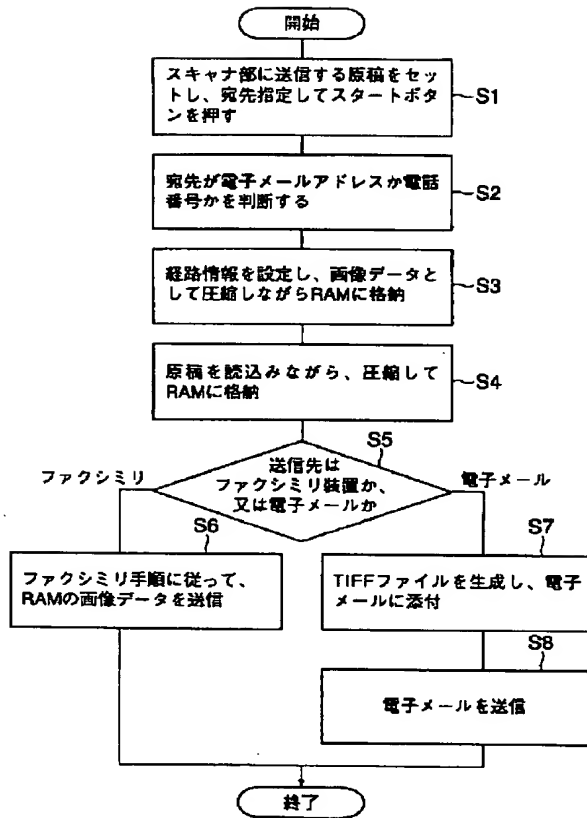 開始
スキャナ部に送信する原稿をセッ
トし、宛先指定してスタートボタ
ンを押す
S1
宛先が電子メールアドレスか電話
番号かを判断する
S2
経路情報を設定し、画像データと
して圧縮しながらRAMに格納
S3
原稿を読込みながら、圧縮して
RAMに格納
S4
S5
送信先は
ファクシミリ装置か、
又は電子メールか
ファクシミリ
電子メール
S6
ファクシミリ手順に従って、
RAMの画像データを送信
S7
TIFFファイルを生成し、電子
メールに添付
S8
電子メールを送信
終了